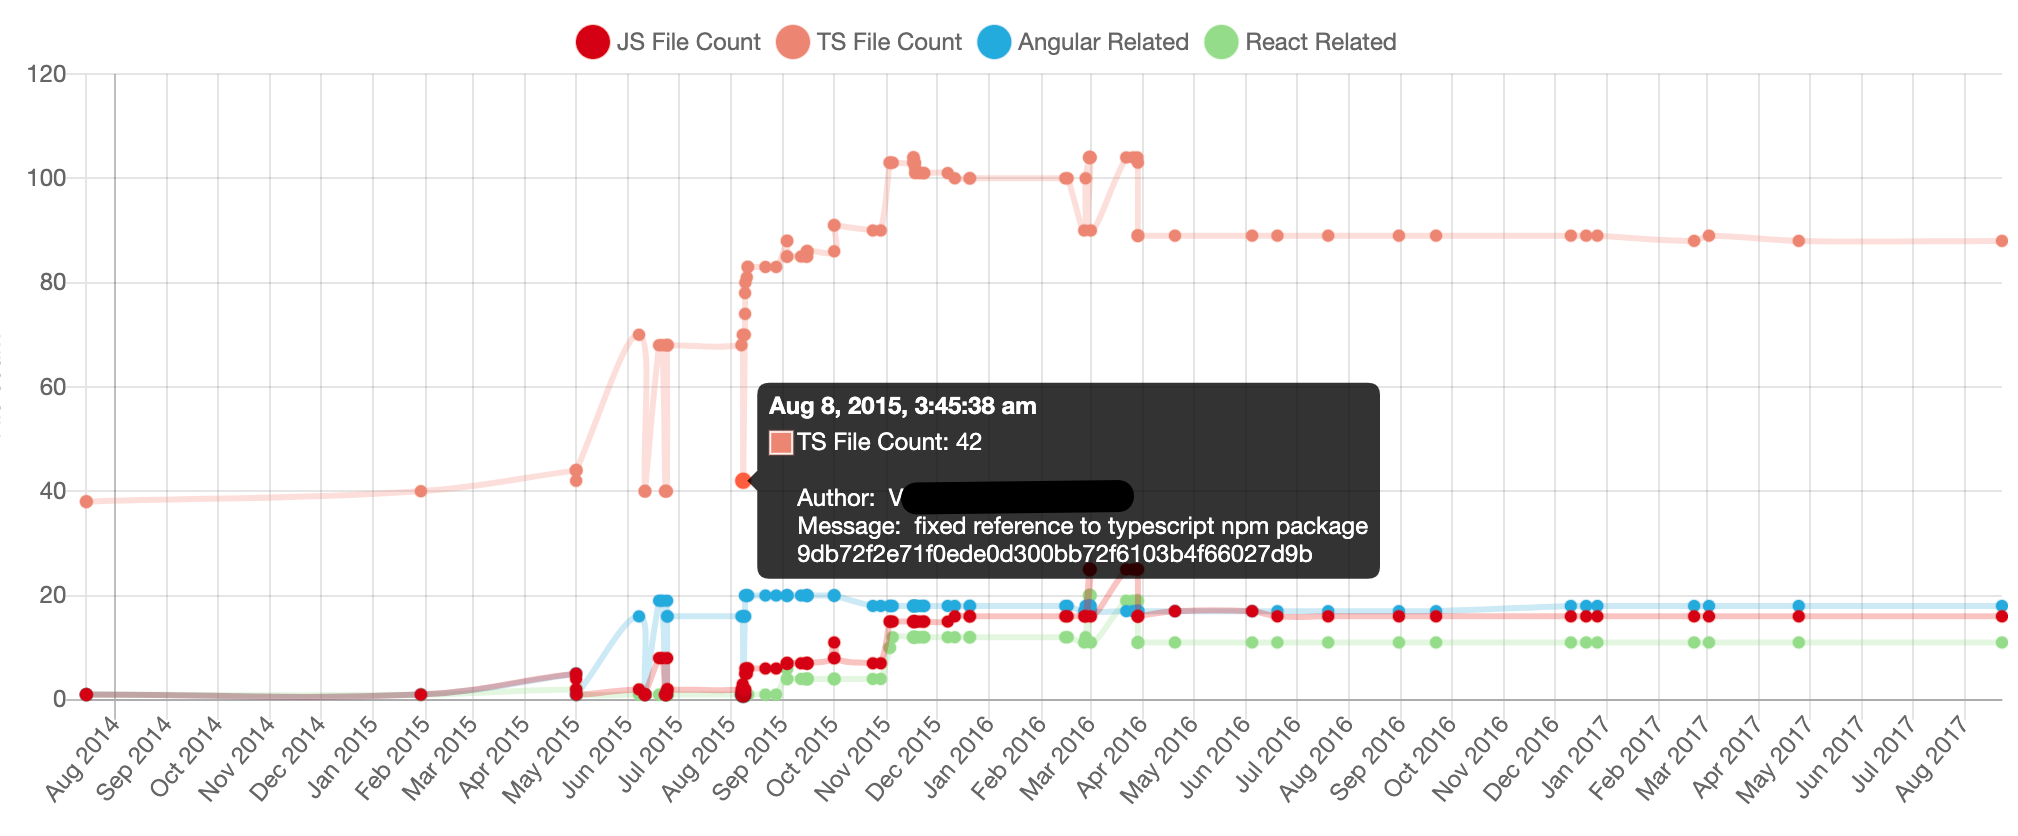 JS File Count TS File Count Angular Related React Related
120
100
80
60
40
20
0
Aug 8, 2015, 3:45:38 am
TS File Count: 42
Author: V
Message: fixed reference to typescript npm package
9db72f2e71f0ede0d300bb72f6103b4f66027d9b
Aug 2014
Sep 2014
Oct 2014
Nov 2014
Dec 2014
Jan 2015
Feb 2015
Mar 2015
Apr 2015
May 2015
Jun 2015
Jul 2015
Aug 2015
Sep 2015
Oct 2015
Nov 2015
Dec 2015
Jan 2016
Feb 2016
Mar 2016
Apr 2016
May 2016
Jun 2016
Jul 2016
Aug 2016
Sep 2016
Oct 2016
Nov 2016
Dec 2016
Jan 2017
Feb 2017
Mar 2017
Apr 2017
May 2017
Jun 2017
Jul 2017
Aug 2017